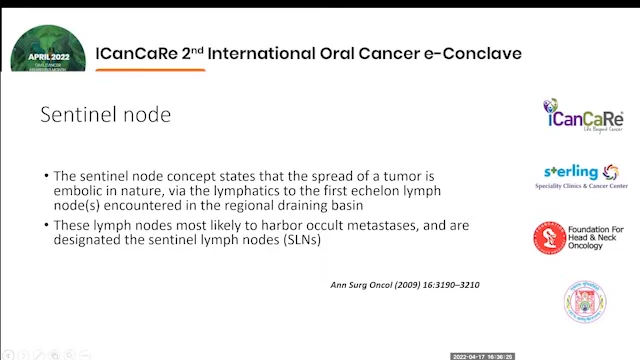 APRIL 2022
ICanCaRe 2nd International Oral Cancer e-Conclave
Sentinel node
iCanCaRe
Life Beyond Cancer
• The sentinel node concept states that the spread of a tumor is
embolic in nature, via the lymphatics to the first echelon lymph
node(s) encountered in the regional draining basin
• These lymph nodes most likely to harbor occult metastases, and are
designated the sentinel lymph nodes (SLNs)
sterling
Speciality Clinics & Cancer Center
Foundation For
Head & Neck
Oncology
Ann Surg Oncol (2009) 16:3190–3210
2022-04-17 16:36:25